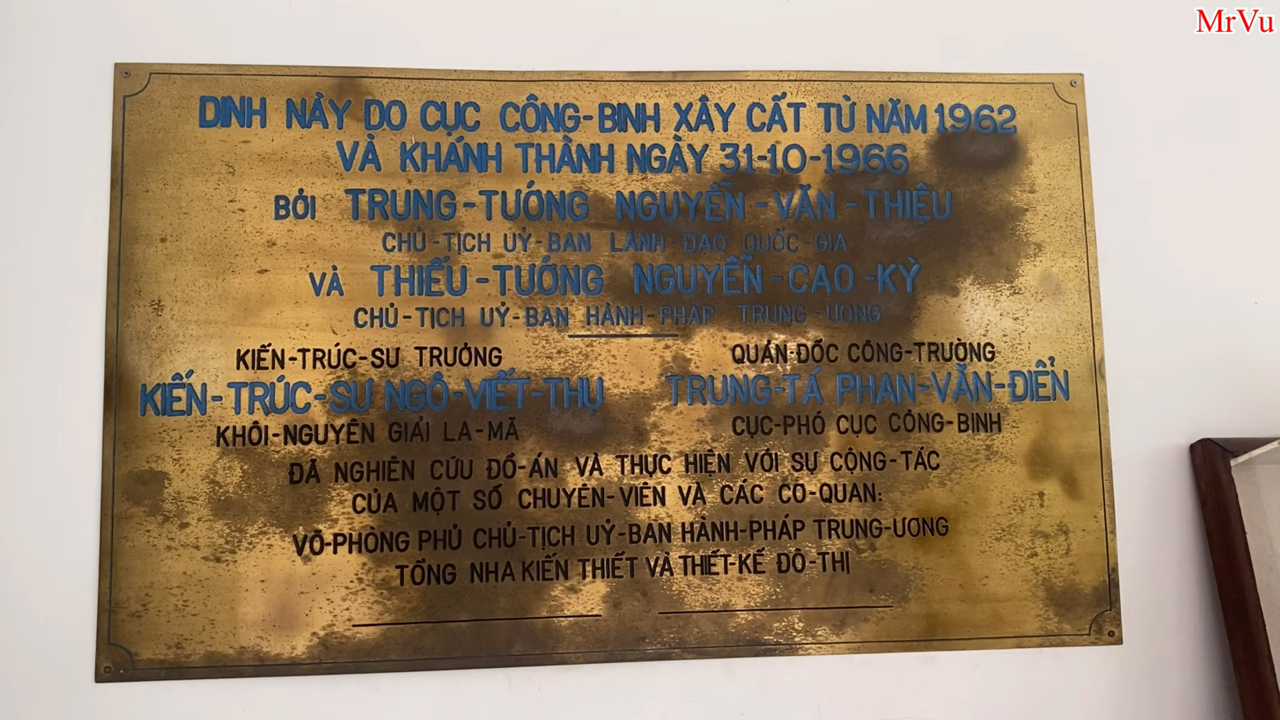 MrVu
DINH NẦY DO CỤC CÔNG-BINH XÂY CẤT TỪ NĂM 1962
VÀ KHÁNH THÀNH NGÀY 31-10-1966
BỞI TRUNG-TƯỚNG NGUYỄN-VĂN-THIỆU
CHỦ-TỊCH UỶ-BAN LÃNH ĐẠO QUỐC-GIA
VÀ THIẾU-TƯỚNG NGUYỄN-CAO-KỲ
CHỦ-TỊCH UỶ-BAN HÀNH-PHÁP TRUNG-ƯƠNG
KIẾN-TRÚC-SƯ TRƯỞNG
KIẾN-TRÚC-SƯ NGÔ-VIẾT-THỤ
KHÔI-NGUYÊN GIẢI LA-MÃ
QUẢN-ĐỐC CÔNG-TRƯỜNG
TRUNG-TÁ PHAN-VĂN-ĐIỂN
CỤC-PHÓ CỤC CÔNG-BINH
ĐÃ NGHIÊN CỨU ĐỒ-ÁN VÀ THỰC HIỆN VỚI SỰ CỘNG-TÁC
CỦA MỘT SỐ CHUYÊN-VIÊN VÀ CÁC CƠ-QUAN:
VÕ-PHÒNG PHỦ CHỦ-TỊCH UỶ-BAN HÀNH-PHÁP TRUNG-ƯƠNG
TỔNG NHA KIẾN THIẾT VÀ THIẾT-KẾ ĐÔ-THỊ